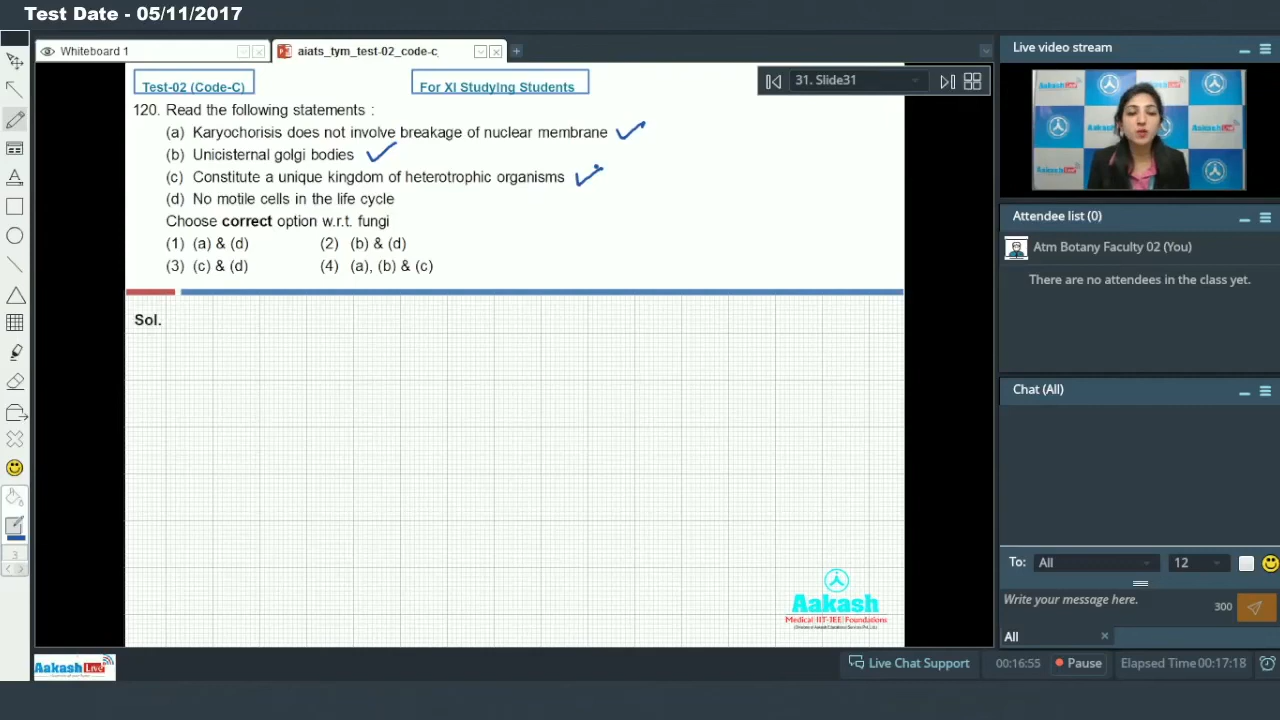 Test Date - 05/11/2017
Whiteboard 1
aiats_tym_test-02_code-c
Test-02 (Code-C)
For XI Studying Students
31. Slide31
120. Read the following statements :
(a) Karyochorisis does not involve breakage of nuclear membrane
(b) Unicisternal golgi bodies
(c) Constitute a unique kingdom of heterotrophic organisms
(d) No motile cells in the life cycle
Choose correct option w.r.t. fungi
(1) (a) & (d) (2) (b) & (d)
(3) (c) & (d) (4) (a), (b) & (c)
Sol.
Aakash
Medical|IIT-JEE|Foundations
Live video stream
Attendee list (0)
Atm Botany Faculty 02 (You)
There are no attendees in the class yet.
Chat (All)
To: All 12
Write your message here.
300
All
3
Aakash Live
Live Chat Support
00:16:55
Pause
Elapsed Time 00:17:18